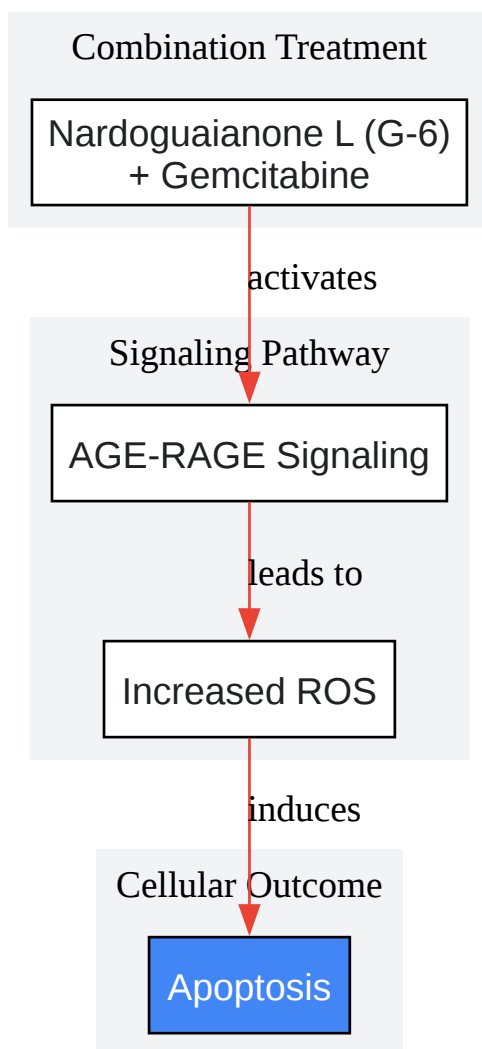 Combination Treatment
Nardoguaianone L (G-6)
+ Gemcitabine
activates
Signaling Pathway
AGE-RAGE Signaling
leads to
Increased ROS
induces
Cellular Outcome
Apoptosis